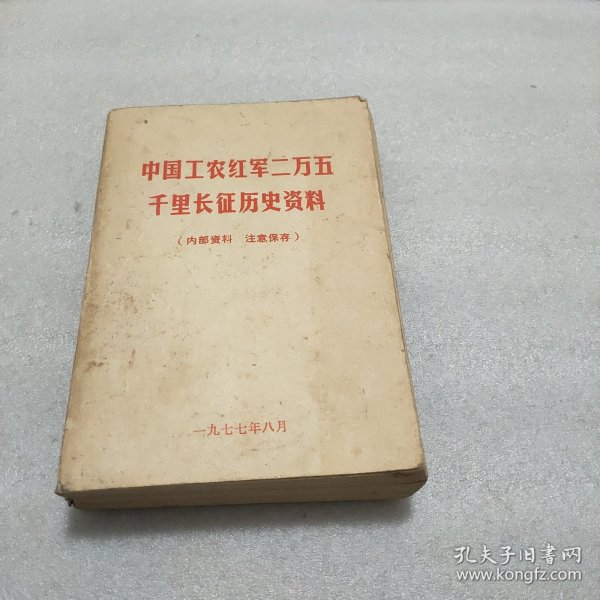 中国工农红军二万五
千里长征历史资料
（内部资料　注意保存）
一九七七年八月
孔夫子旧书网
www.kongfz.com